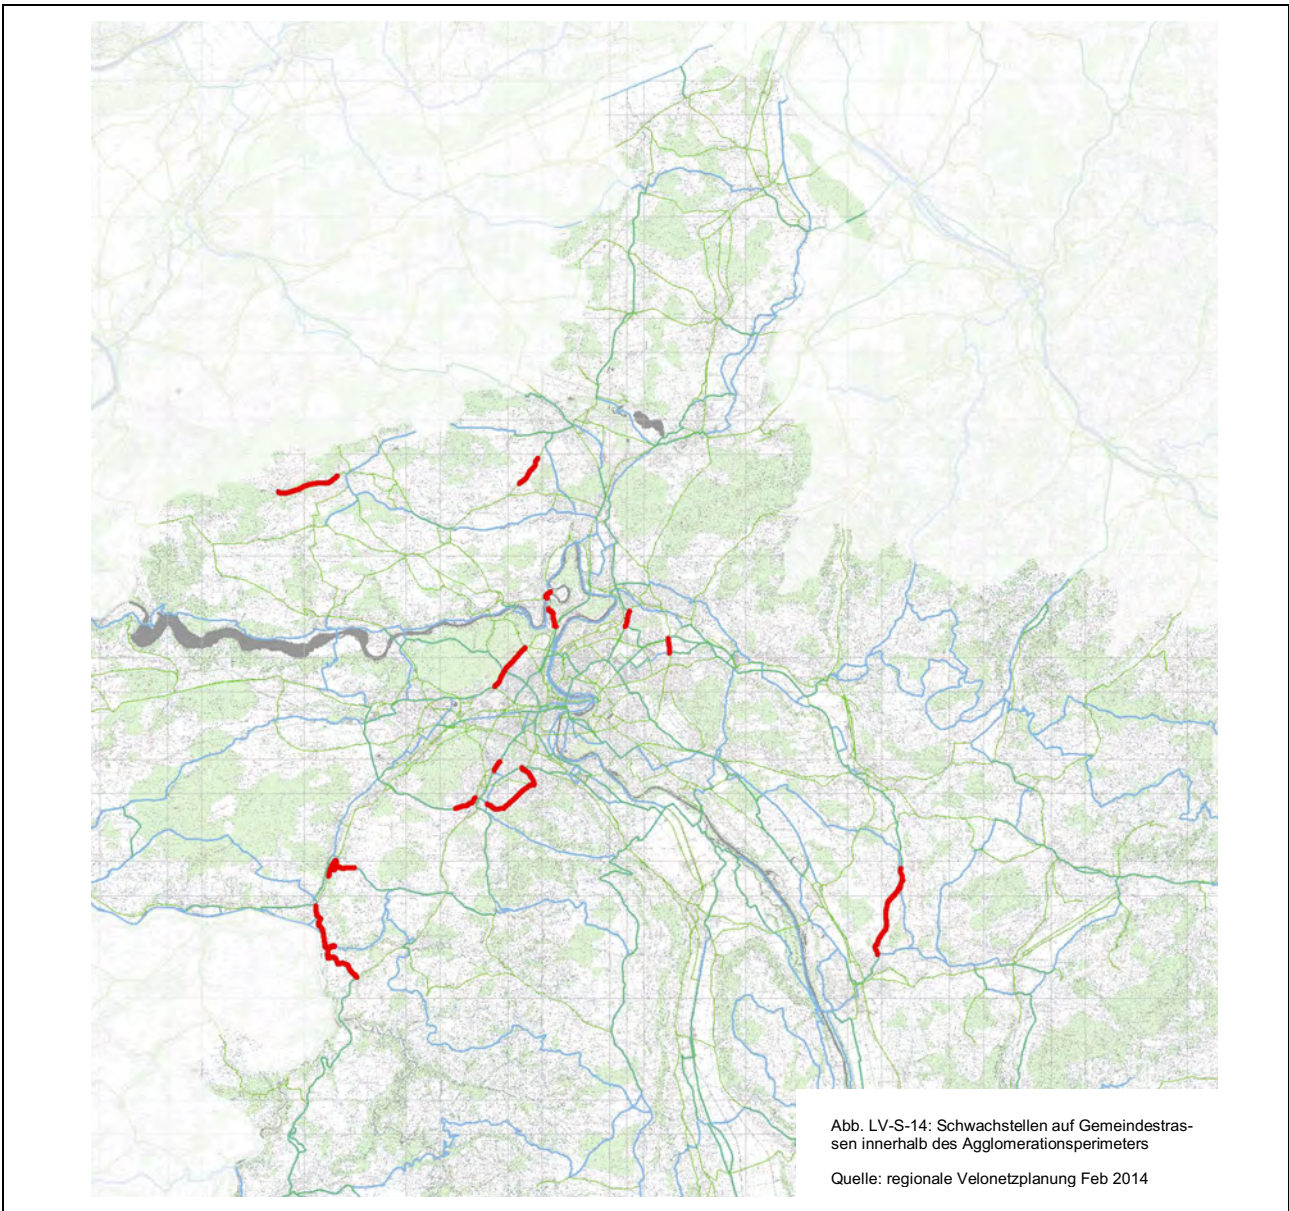 Abb. LV-S-14: Schwachstellen auf Gemeindestras-
sen innerhalb des Agglomerationsperimeters
Quelle: regionale Velonetzplanung Feb 2014